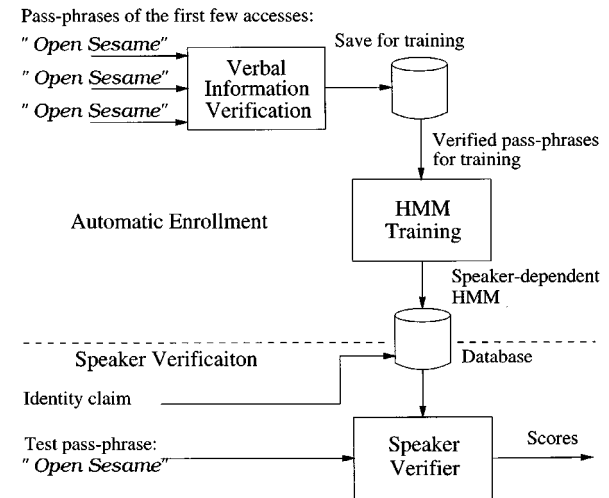 Pass-phrases of the first few accesses:
" Open Sesame"
" Open Sesame"
" Open Sesame"
Verbal
Information
Verification
Save for training
Verified pass-phrases
for training
HMM
Training
Automatic Enrollment
Speaker-dependent
HMM
Database
Speaker Verificaiton
Identity claim
Test pass-phrase:
" Open Sesame"
Speaker
Verifier
Scores